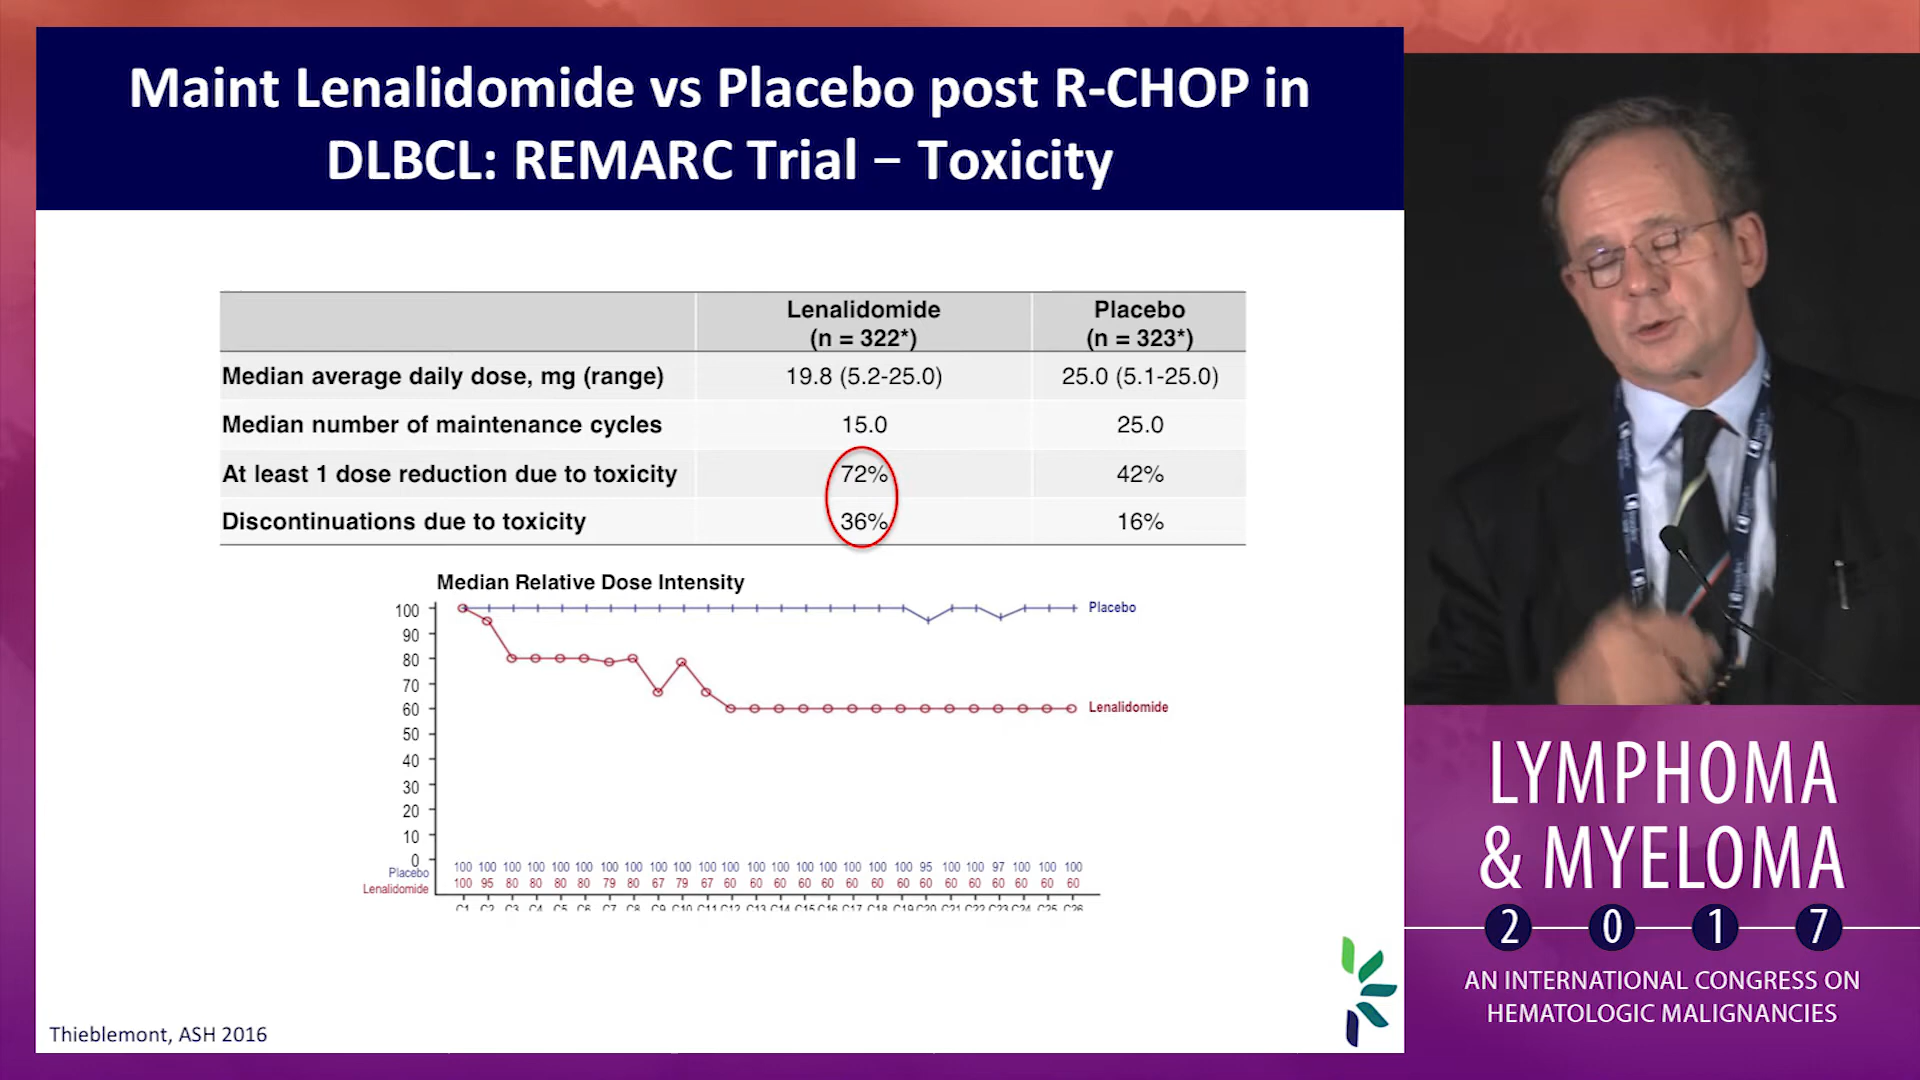 Maint Lenalidomide vs Placebo post R-CHOP in
DLBCL: REMARC Trial – Toxicity
Lenalidomide
(n = 322*)
Placebo
(n = 323*)
Median average daily dose, mg (range) 19.8 (5.2-25.0) 25.0 (5.1-25.0)
Median number of maintenance cycles 15.0 25.0
At least 1 dose reduction due to toxicity 72% 42%
Discontinuations due to toxicity 36% 16%
Median Relative Dose Intensity
100
90
80
70
60
50
40
30
20
10
0
Placebo
Lenalidomide
Placebo 100 100 100 100 100 100 100 100 100 100 100 100 100 100 100 100 100 100 100 95 100 100 97 100 100 100
Lenalidomide 100 95 80 80 80 80 79 80 67 79 67 60 60 60 60 60 60 60 60 60 60 60 60 60 60 60
C1 C2 C3 C4 C5 C6 C7 C8 C9 C10 C11 C12 C13 C14 C15 C16 C17 C18 C19 C20 C21 C22 C23 C24 C25 C26
Thieblemont, ASH 2016
LYMPHOMA
& MYELOMA
2017
AN INTERNATIONAL CONGRESS ON
HEMATOLOGIC MALIGNANCIES